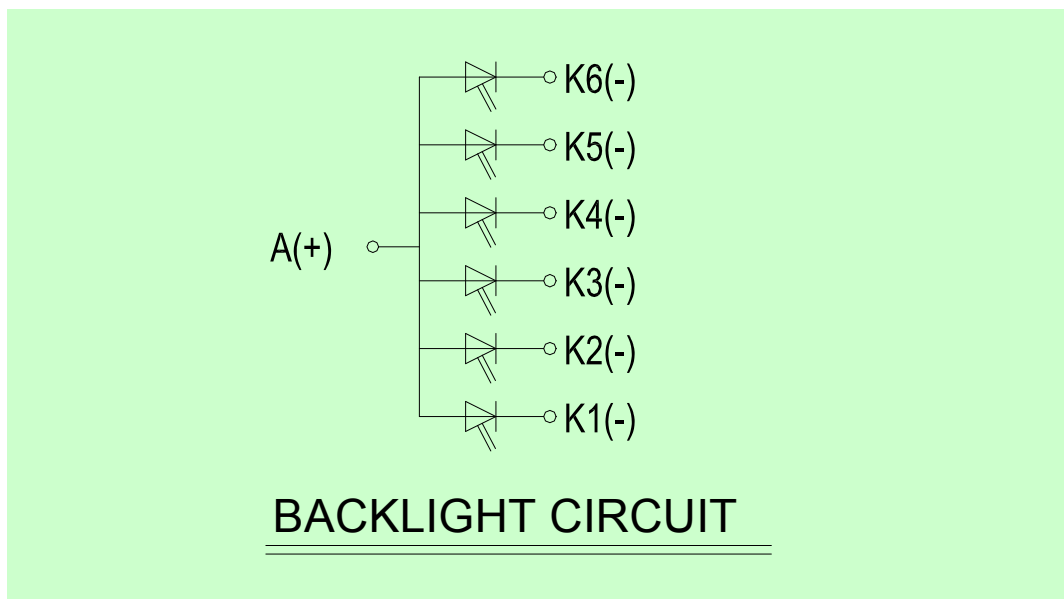 K6(-)
K5(-)
K4(-)
A(+)
K3(-)
K2(-)
K1(-)
BACKLIGHT CIRCUIT